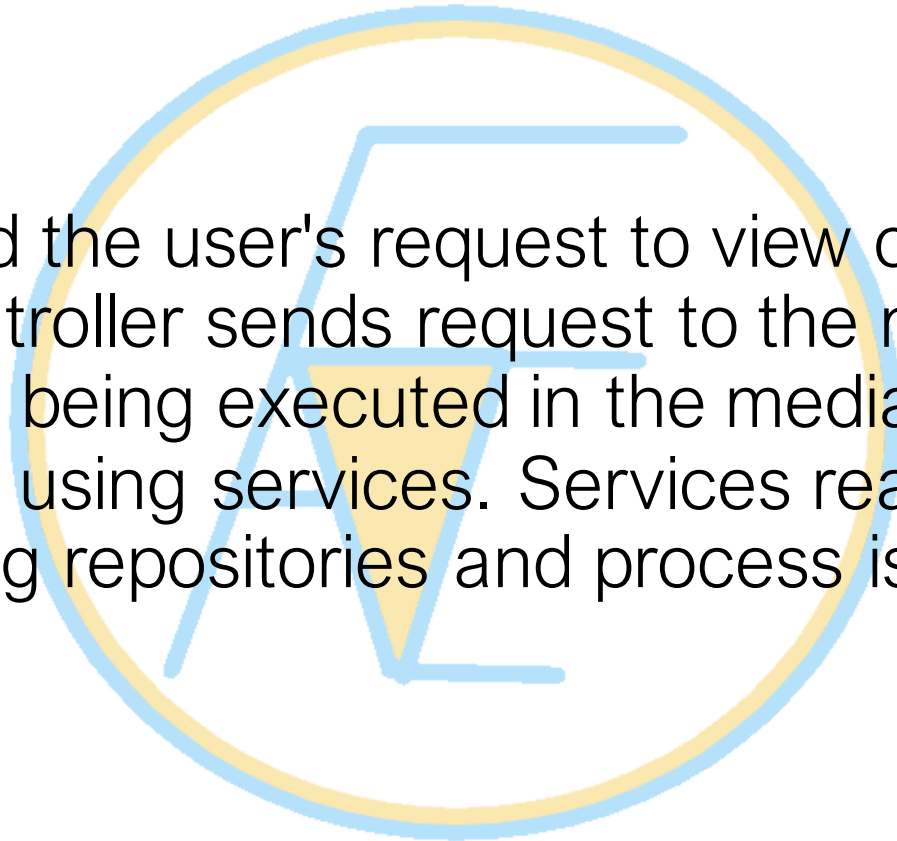 d the user's request to view
troller sends request to the
being executed in the media
using services. Services rea
g repositories and process is